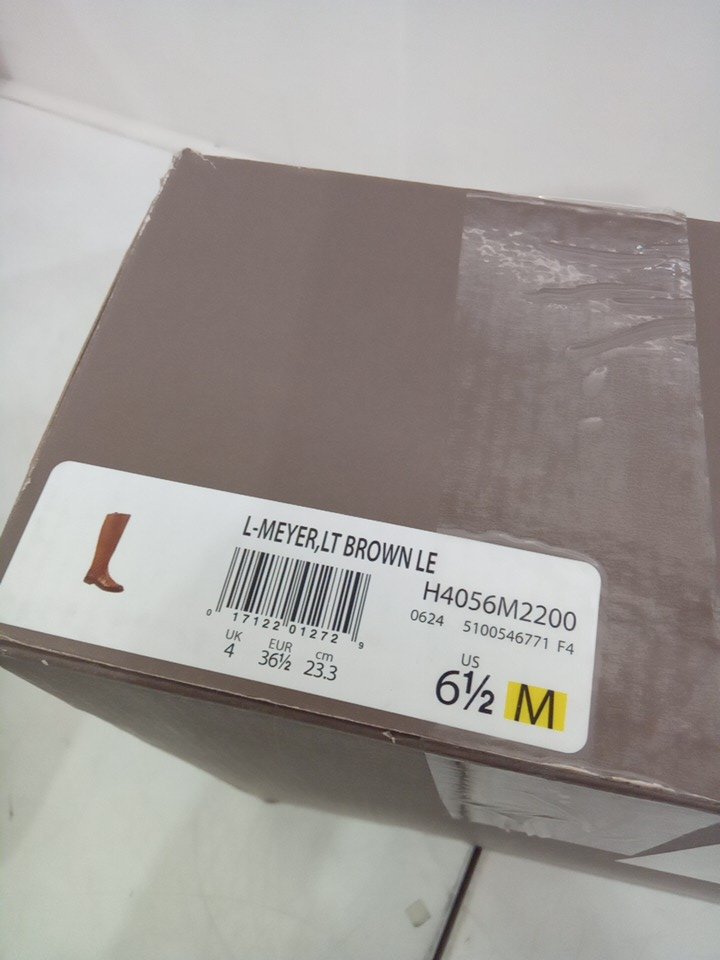 L-MEYER,LT BROWN LE
H4056M2200
0 17122 01272 9
0624 5100546771 F4
UK EUR cm US
4 36½ 23.3 6½ M